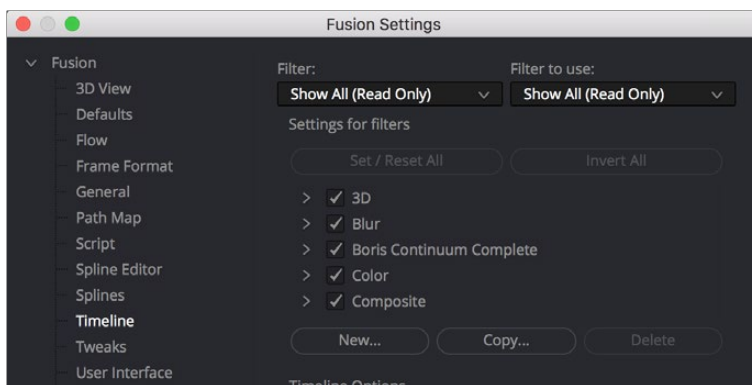 Fusion Settings
Fusion
3D View
Defaults
Flow
Frame Format
General
Path Map
Script
Spline Editor
Splines
Timeline
Tweaks
User Interface
Filter:
Filter to use:
Show All (Read Only)
Show All (Read Only)
Settings for filters
Set / Reset All
Invert All
3D
Blur
Boris Continuum Complete
Color
Composite
New...
Copy...
Delete
Timeline Options